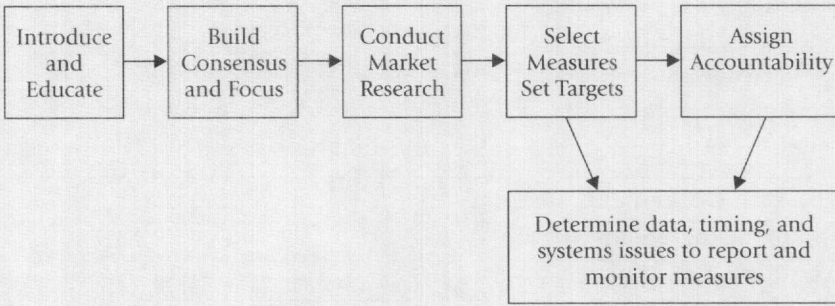 Introduce
and
Educate
Build
Consensus
and Focus
Conduct
Market
Research
Select
Measures
Set Targets
Assign
Accountability
Determine data, timing, and
systems issues to report and
monitor measures